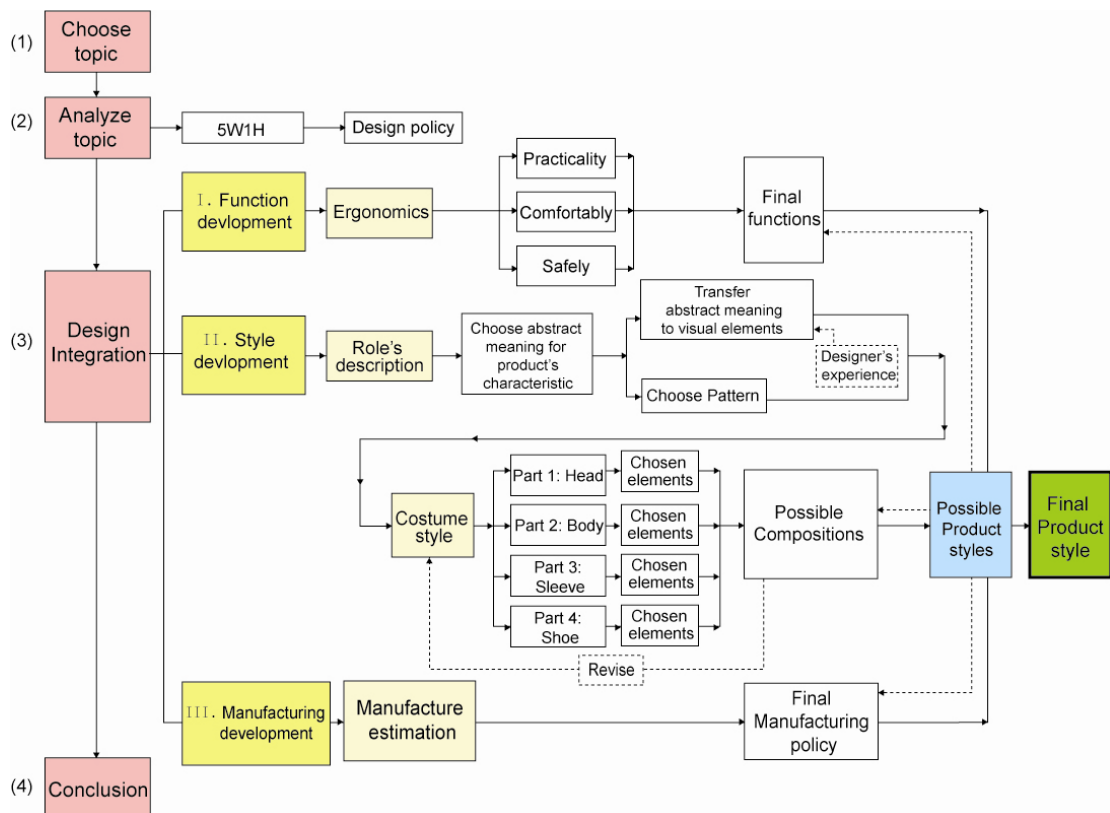 (1)
Choose
topic
(2)
Analyze
topic
5W1H
Design policy
I. Function
devlopment
Ergonomics
Practicality
Comfortably
Safely
Final
functions
(3)
Design
Integration
II. Style
devlopment
Role's
description
Choose abstract
meaning for
product's
characteristic
Transfer
abstract meaning
to visual elements
Designer's
experience
Choose Pattern
Costume
style
Part 1: Head
Chosen
elements
Part 2: Body
Chosen
elements
Part 3:
Sleeve
Chosen
elements
Part 4:
Shoe
Chosen
elements
Possible
Compositions
Possible
Product
styles
Final
Product
style
Revise
III. Manufacturing
development
Manufacture
estimation
Final
Manufacturing
policy
(4)
Conclusion